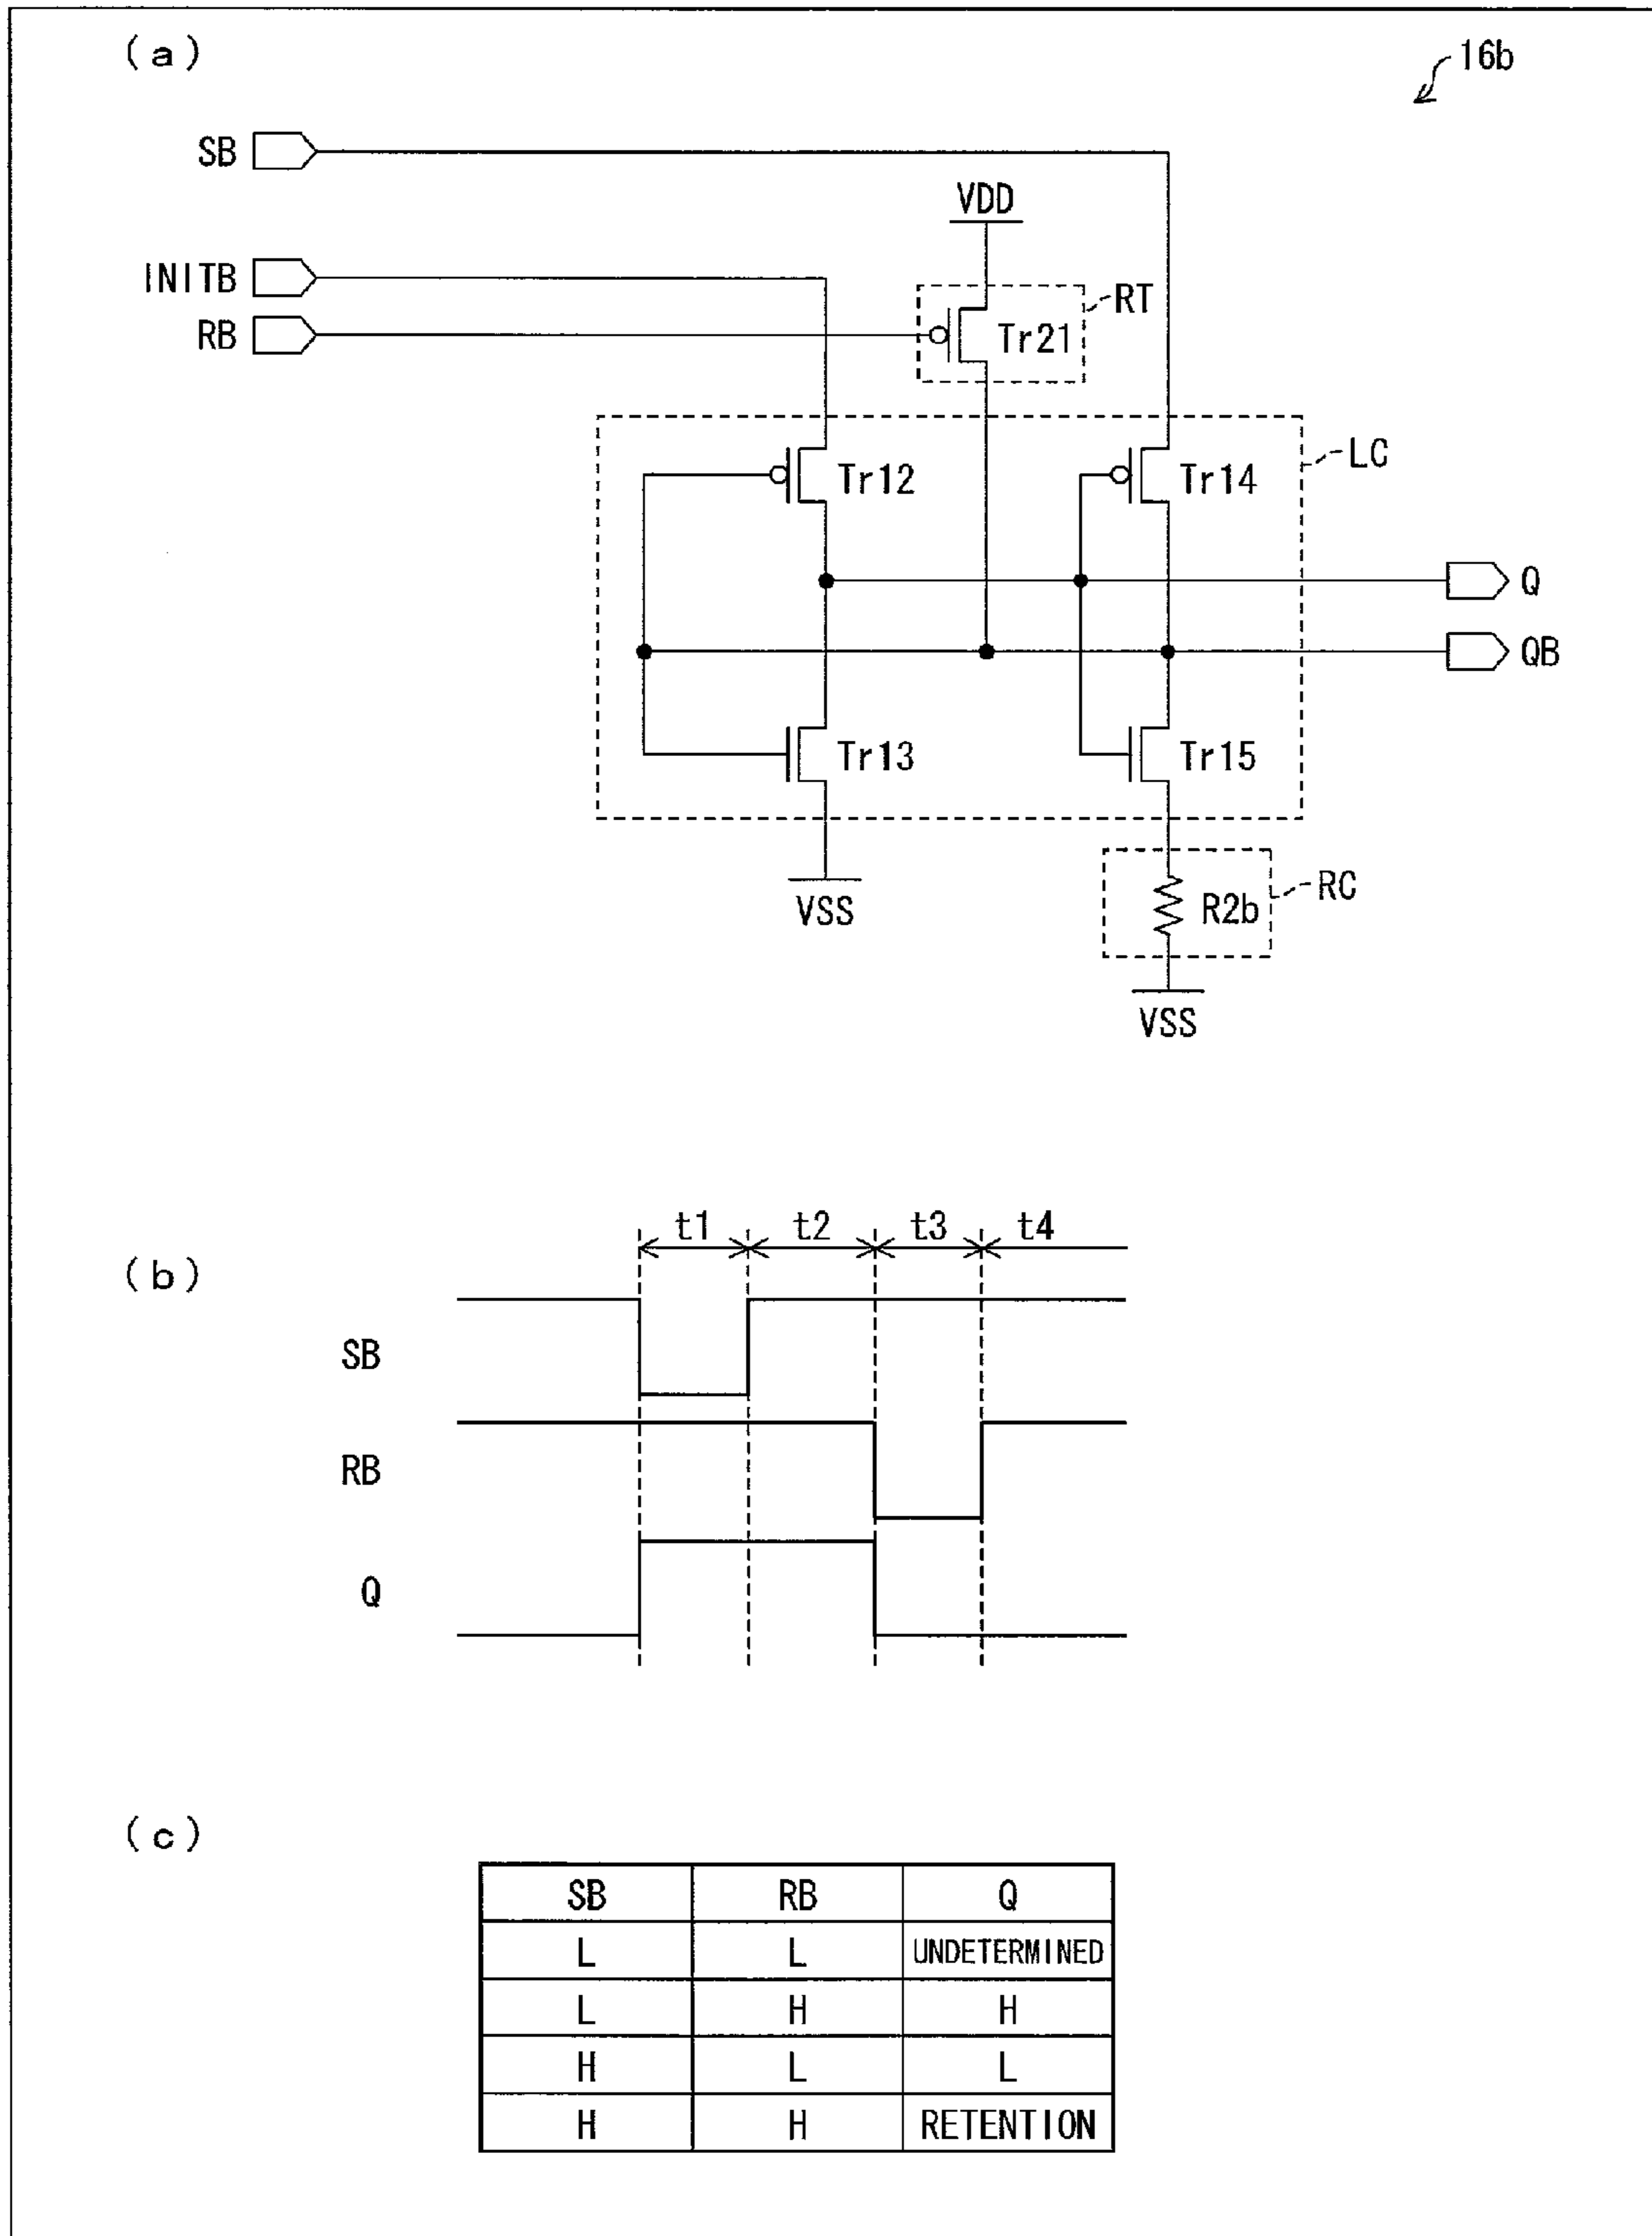 (a)
16b
SB
VDD
INITB
RT
RB
Tr21
LC
Tr12
Tr14
Q
QB
Tr13
Tr15
RC
R2b
VSS
VSS
(b)
t1 t2 t3 t4
SB
RB
Q
(c)
SB RB Q
L L UNDETERMINED
L H H
H L L
H H RETENTION